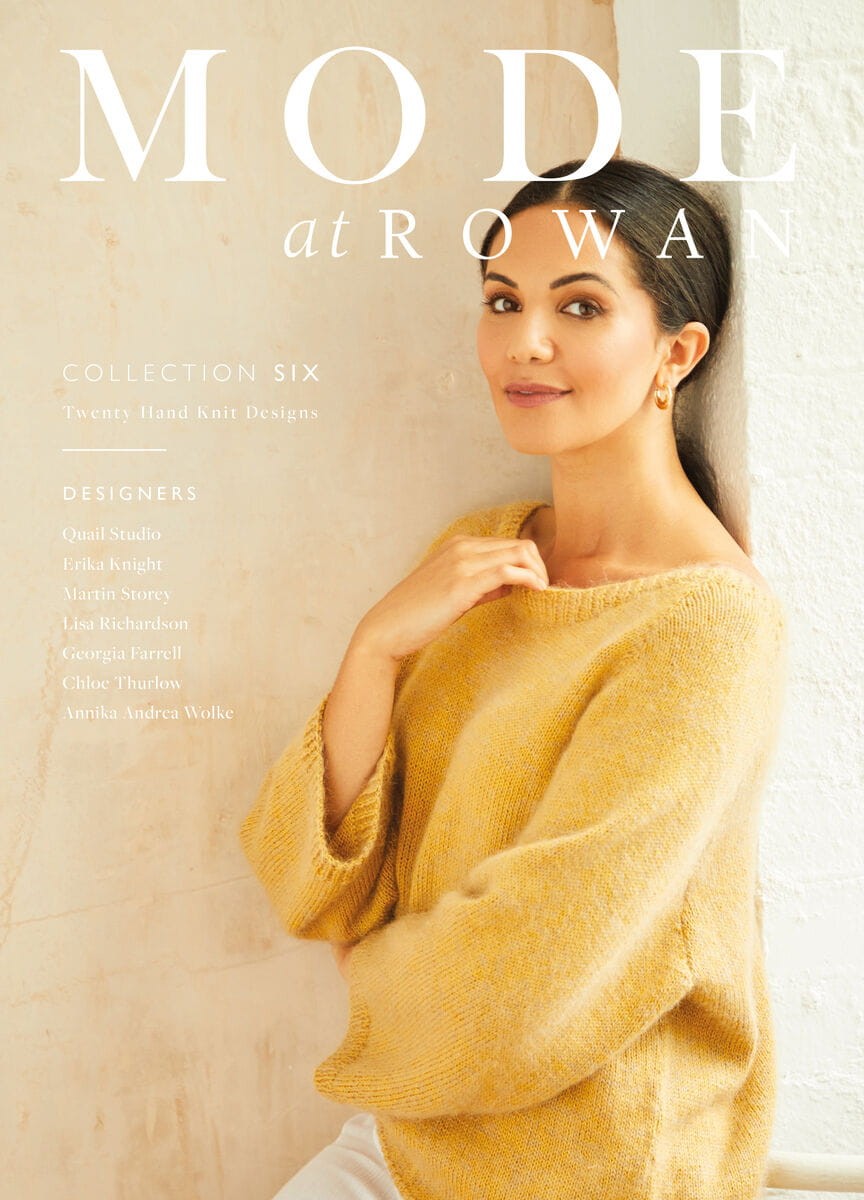 MODE
at ROWAN
COLLECTION SIX
Twenty Hand Knit Designs
DESIGNERS
Quail Studio
Erika Knight
Martin Storey
Lisa Richardson
Georgia Farrell
Chloe Thurlow
Annika Andrea Wolke